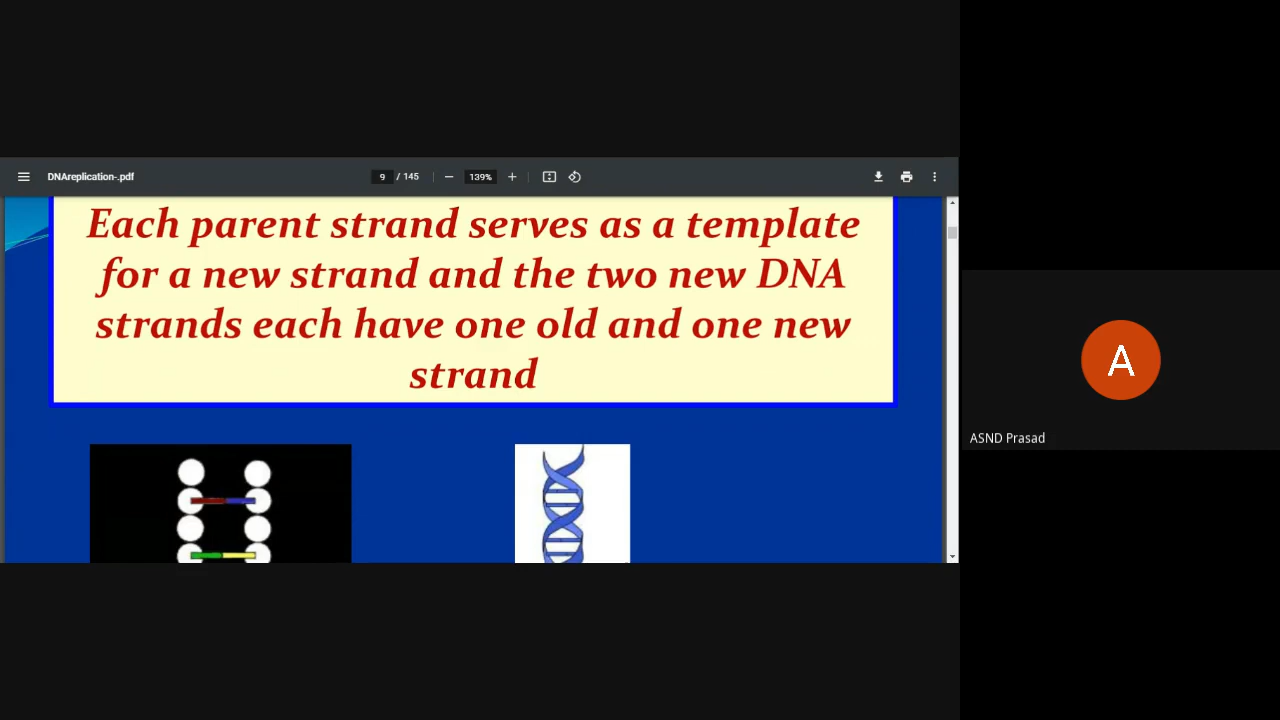 DNAreplication-.pdf
9 / 145
139%
Each parent strand serves as a template
for a new strand and the two new DNA
strands each have one old and one new
strand
A
ASND Prasad